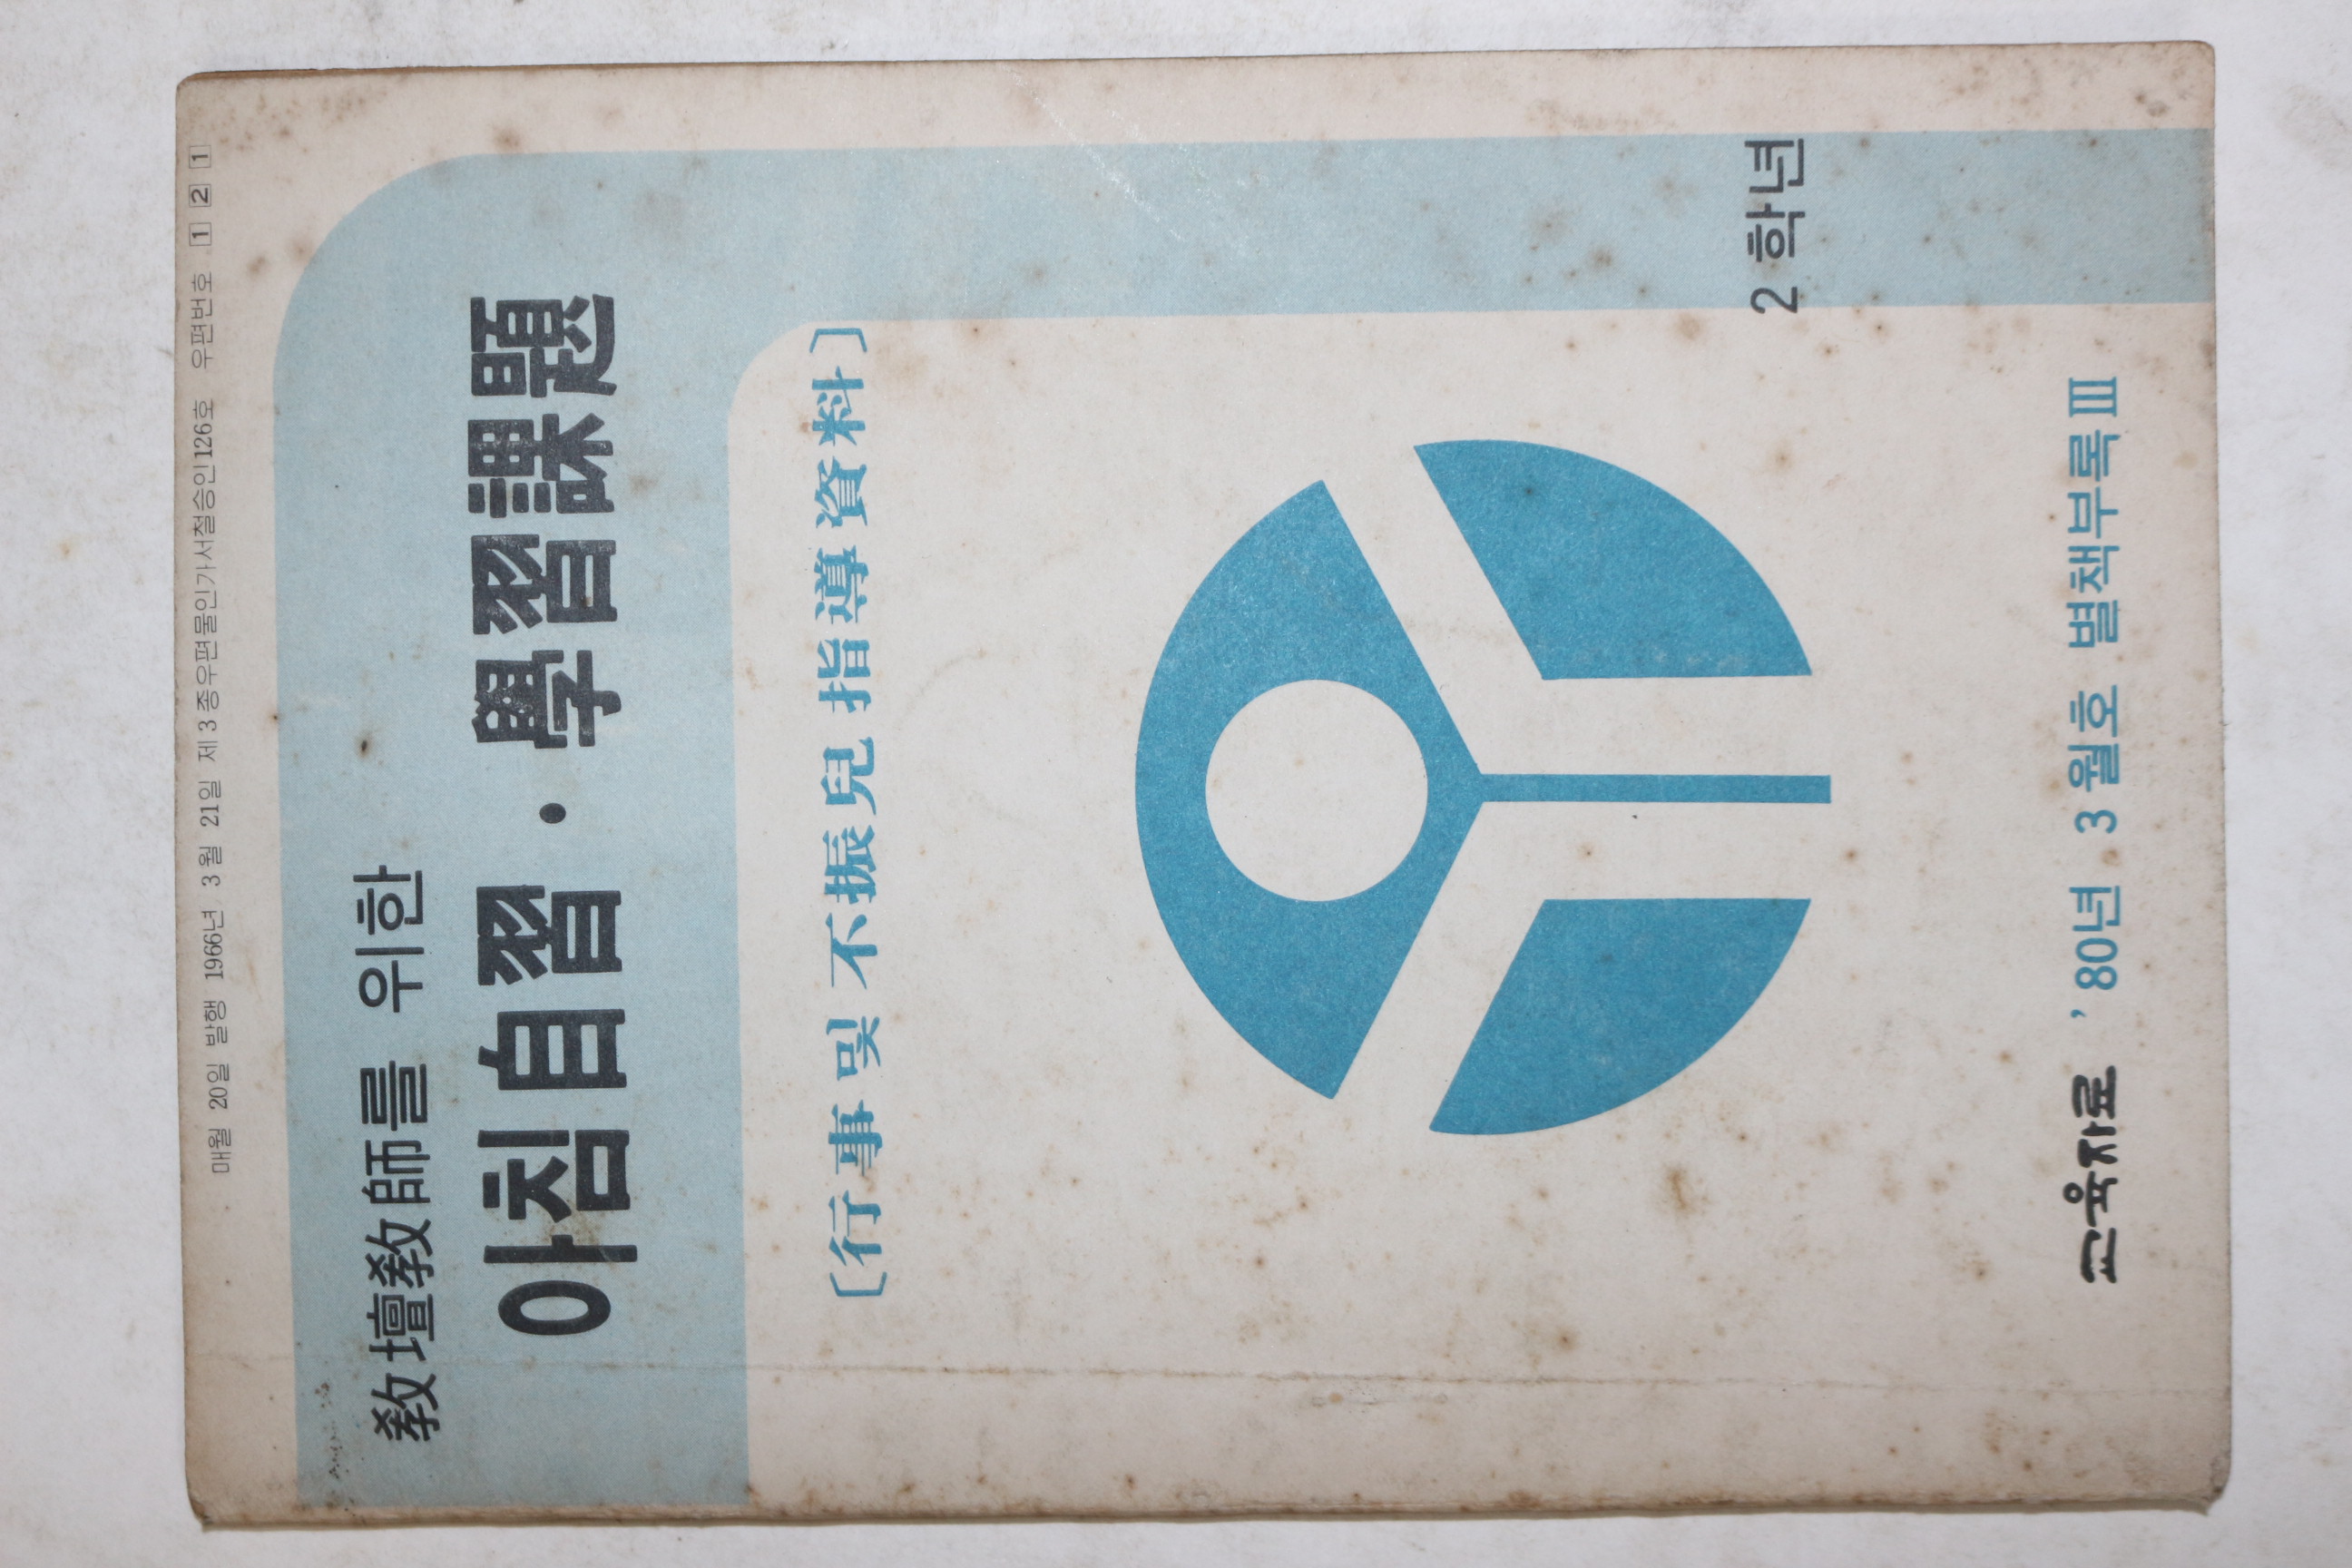 매월 20일 발행 1966년 3월 21일 제3종우편물인가서철승인126호 우편번호 1 2 1
敎壇敎師를 위한
아침自習·學習課題
〔行事 및 不振兒 指導資料〕
2 학년
교육자료 '80년 3월호 별책부록 III